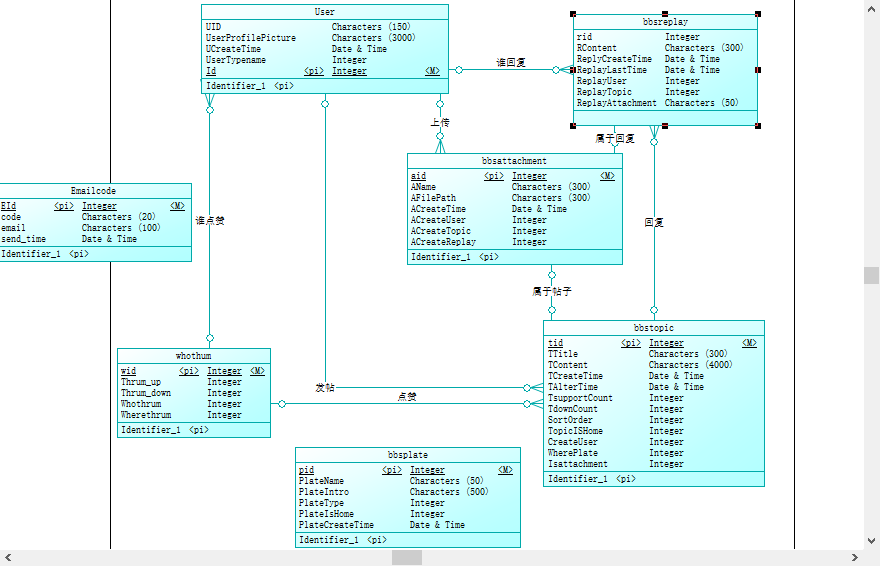 User
UID Characters (150)
UserProfilePicture Characters (3000)
UCreateTime Date & Time
UserTypename Integer
Id <pi> Integer <M>
Identifier_1 <pi>
bbsreplay
rid Integer
RContent Characters (300)
ReplyCreateTime Date & Time
ReplayLastTime Date & Time
ReplayUser Integer
ReplayTopic Integer
ReplayAttachment Characters (50)
谁回复
上传
属于回复
bbsattachment
aid <pi> Integer <M>
AName Characters (300)
AFilePath Characters (300)
ACreateTime Date & Time
ACreateUser Integer
ACreateTopic Integer
ACreateReplay Integer
Identifier_1 <pi>
Emailcode
EId <pi> Integer <M>
code Characters (20)
email Characters (100)
send_time Date & Time
Identifier_1 <pi>
谁点赞
回复
属于帖子
whothum
wid <pi> Integer <M>
Thrum_up Integer
Thrum_down Integer
Whothrum Integer
Wherethrum Integer
Identifier_1 <pi>
发帖
点赞
bbstopic
tid <pi> Integer <M>
TTitle Characters (300)
TContent Characters (4000)
TCreateTime Date & Time
TAlterTime Date & Time
TsupportCount Integer
TdownCount Integer
SortOrder Integer
TopicISHome Integer
CreateUser Integer
WherePlate Integer
Isattachment Integer
Identifier_1 <pi>
bbsplate
pid <pi> Integer <M>
PlateName Characters (50)
PlateIntro Characters (500)
PlateType Integer
PlateIsHome Integer
PlateCreateTime Date & Time
Identifier_1 <pi>